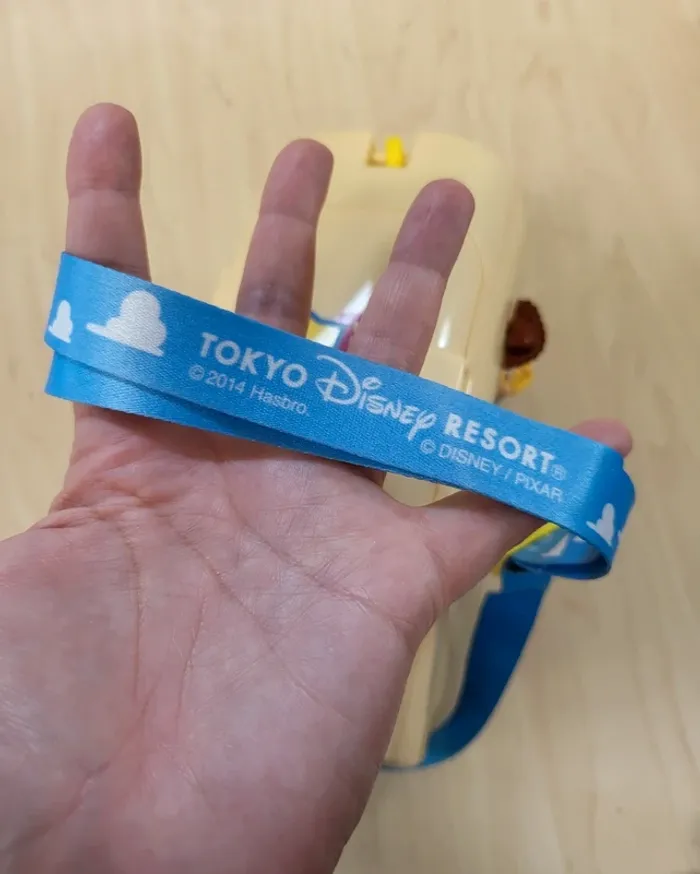 TOKYO Disney RESORT®
© 2014 Hasbro.
© DISNEY / PIXAR